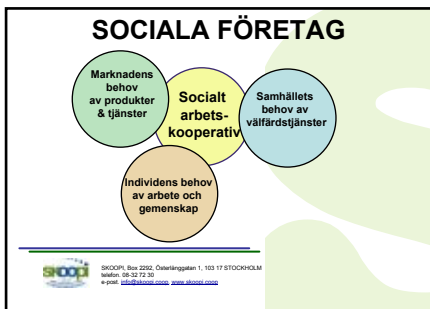 SOCIALA FÖRETAG
Marknadens
behov
av produkter
& tjänster
Socialt
arbets-
kooperativ
Samhällets
behov av
välfärdstjänster
Individens behov
av arbete och
gemenskap
skoopi
SKOOPI, Box 2292, Österlånggatan 1, 103 17 STOCKHOLM
telefon. 08-32 72 30
e-post. info@skoopi.coop, www.skoopi.coop